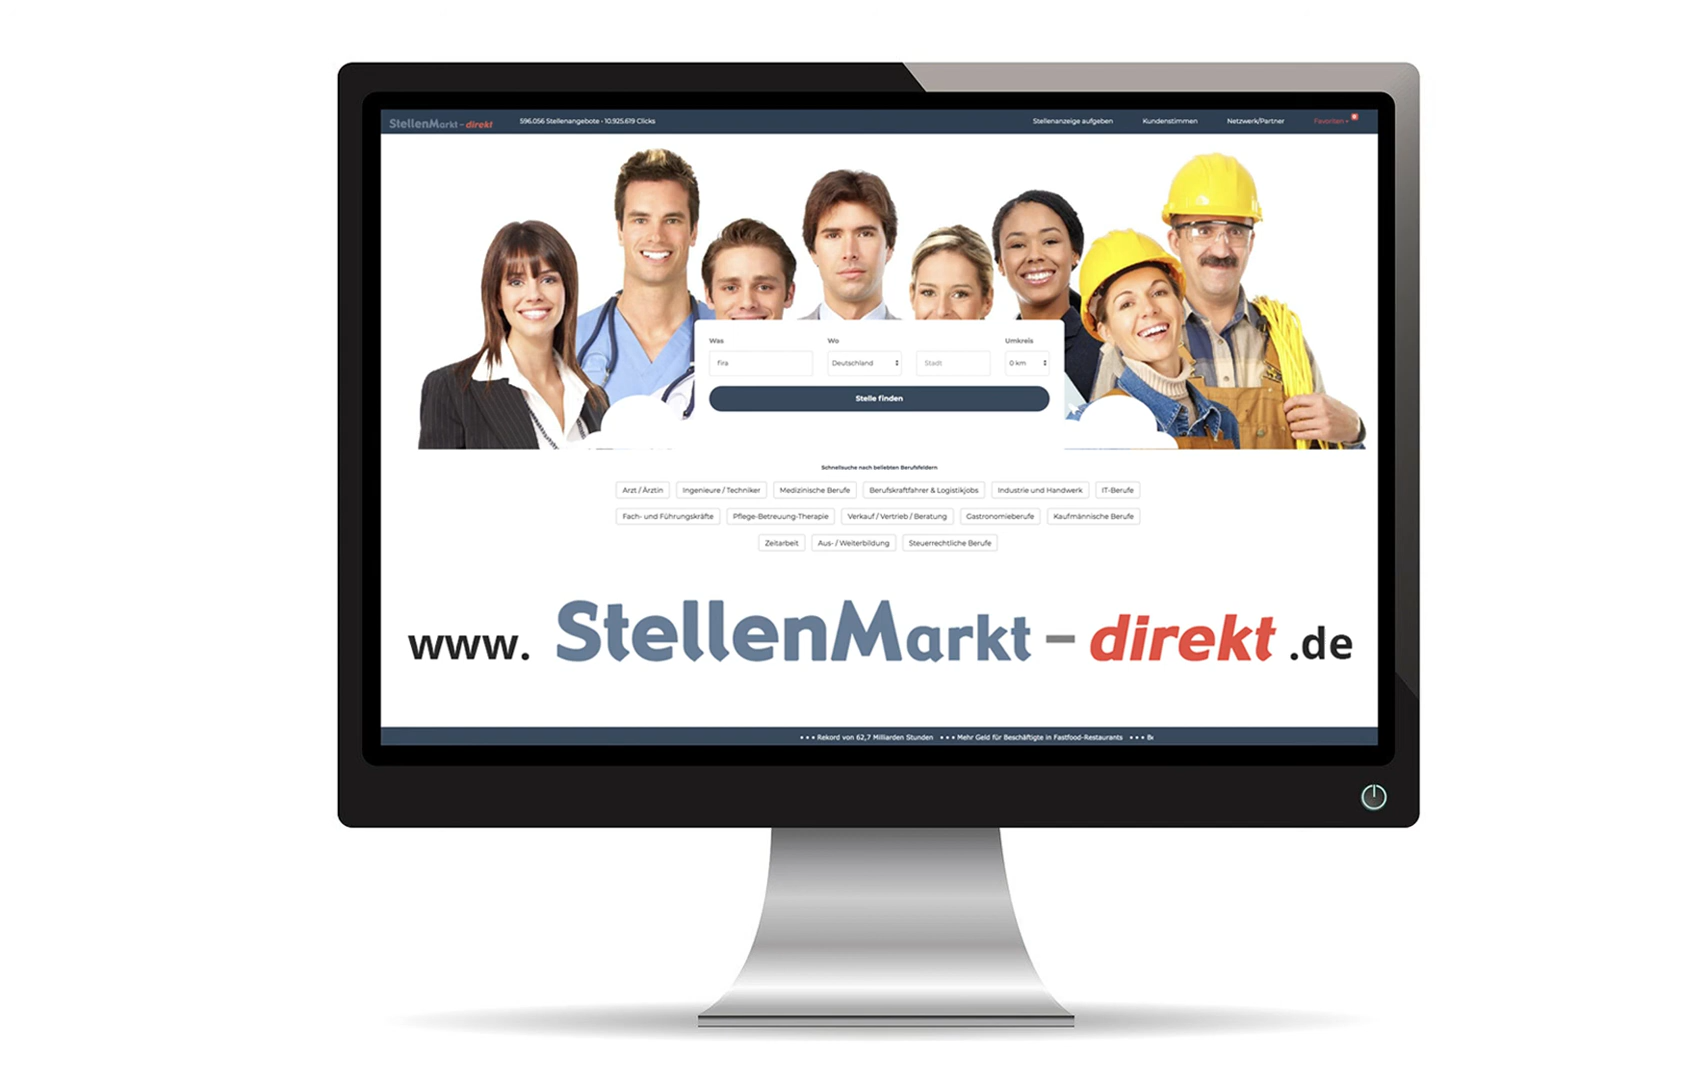 StellenMarkt-direkt 596.056 Stellenangebote - 10.925.619 Clicks Stellenanzeige aufgeben Kundenstimmen Netzwerk/Partner Favoriten
Was Wo Umkreis
fira Deutschland Stadt 0 km
Stelle finden
Schnellsuche nach beliebten Berufsfeldern
Arzt / Ärztin Ingenieure / Techniker Medizinische Berufe Berufskraftfahrer & Logistikjobs Industrie und Handwerk IT-Berufe
Fach- und Führungskräfte Pflege-Betreuung-Therapie Verkauf / Vertrieb / Beratung Gastronomieberufe Kaufmännische Berufe
Zeitarbeit Aus- / Weiterbildung Steuerrechtliche Berufe
www. StellenMarkt-direkt .de
• • • Rekord von 62,7 Milliarden Stunden • • • Mehr Geld für Beschäftigte in Fastfood-Restaurants • • •